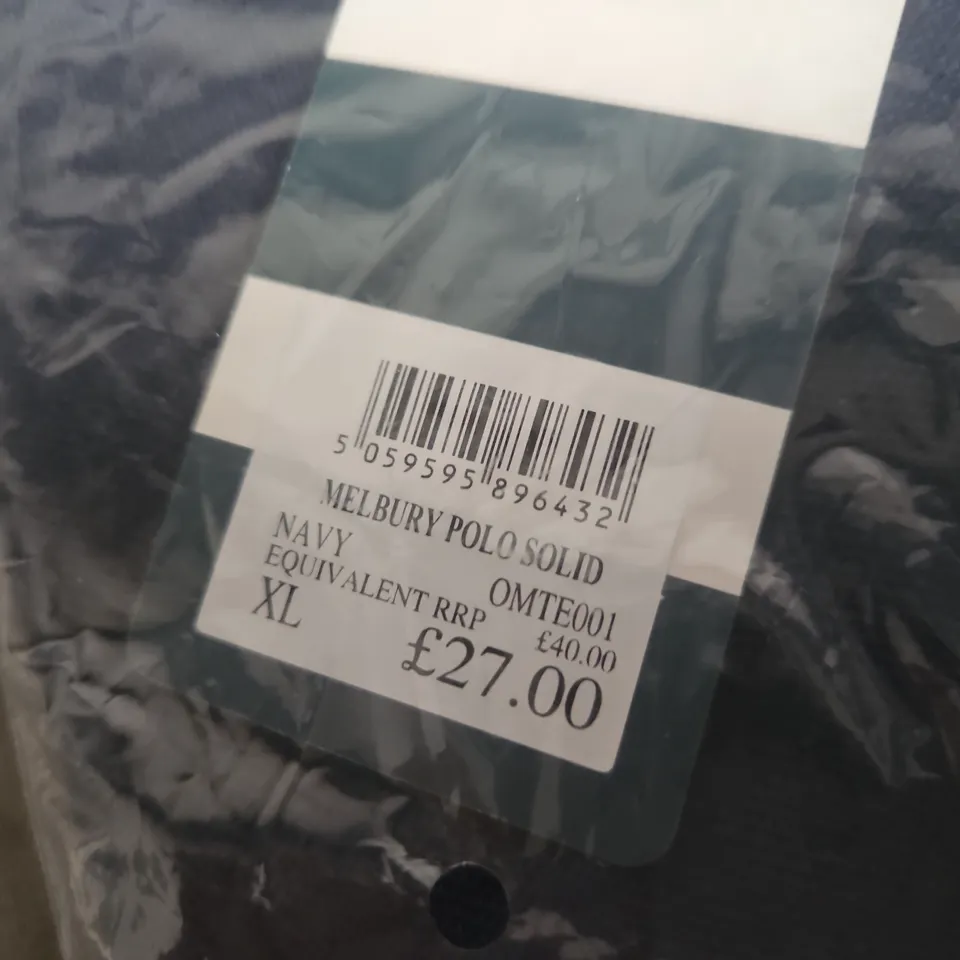 5 059595 896432
MELBURY POLO SOLID
NAVY OMTE001
EQUIVALENT RRP £40.00
XL £27.00